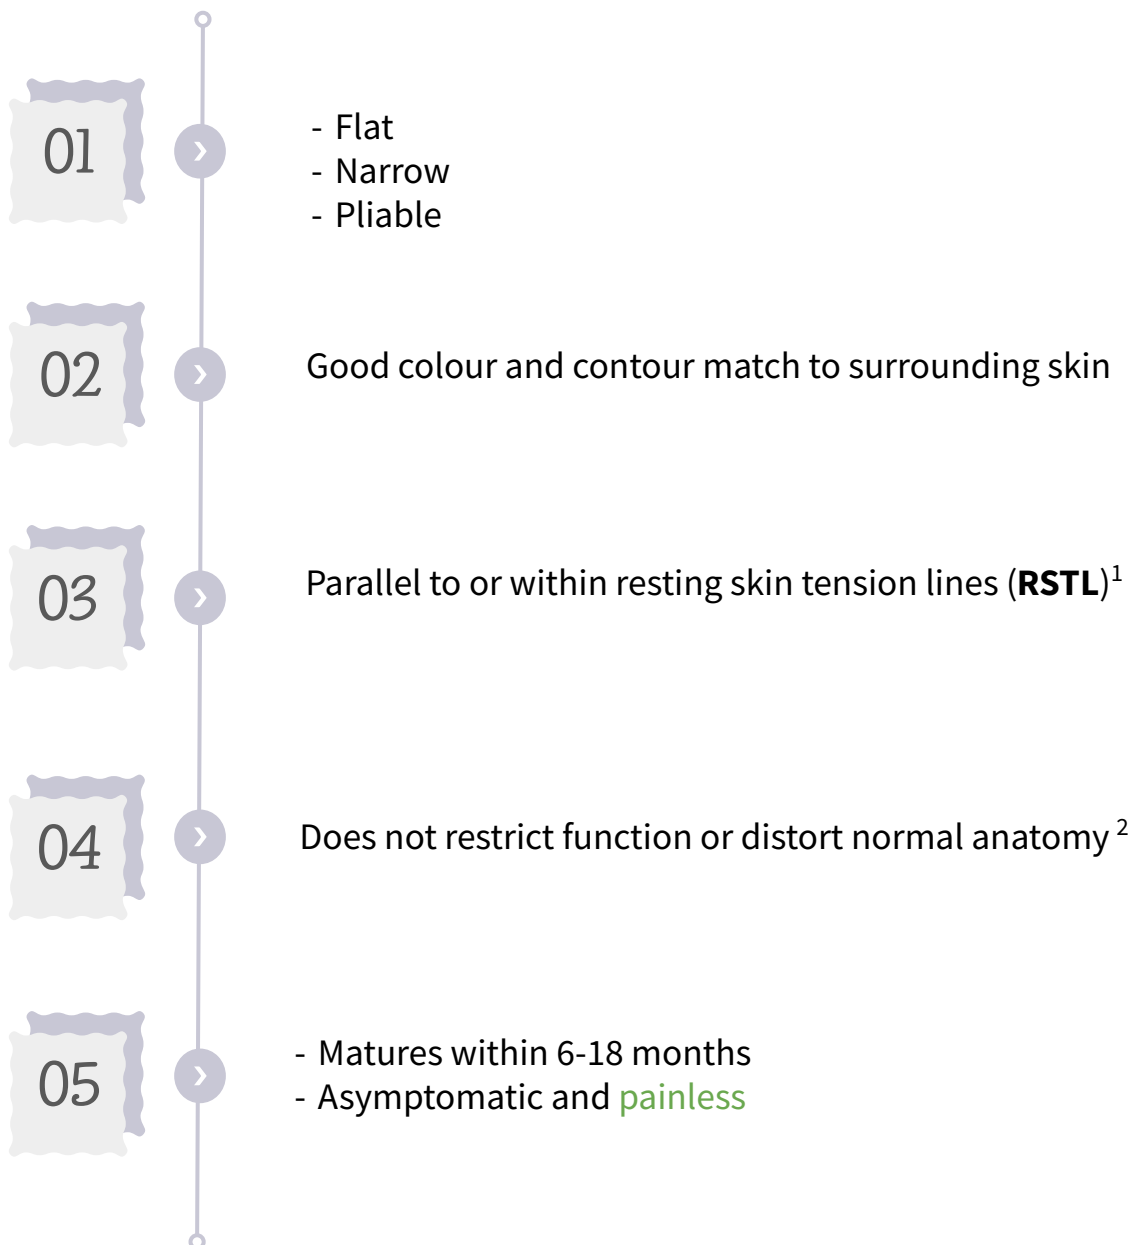 01
- Flat
- Narrow
- Pliable
02
Good colour and contour match to surrounding skin
03
Parallel to or within resting skin tension lines (RSTL)1
04
Does not restrict function or distort normal anatomy 2
05
- Matures within 6-18 months
- Asymptomatic and painless